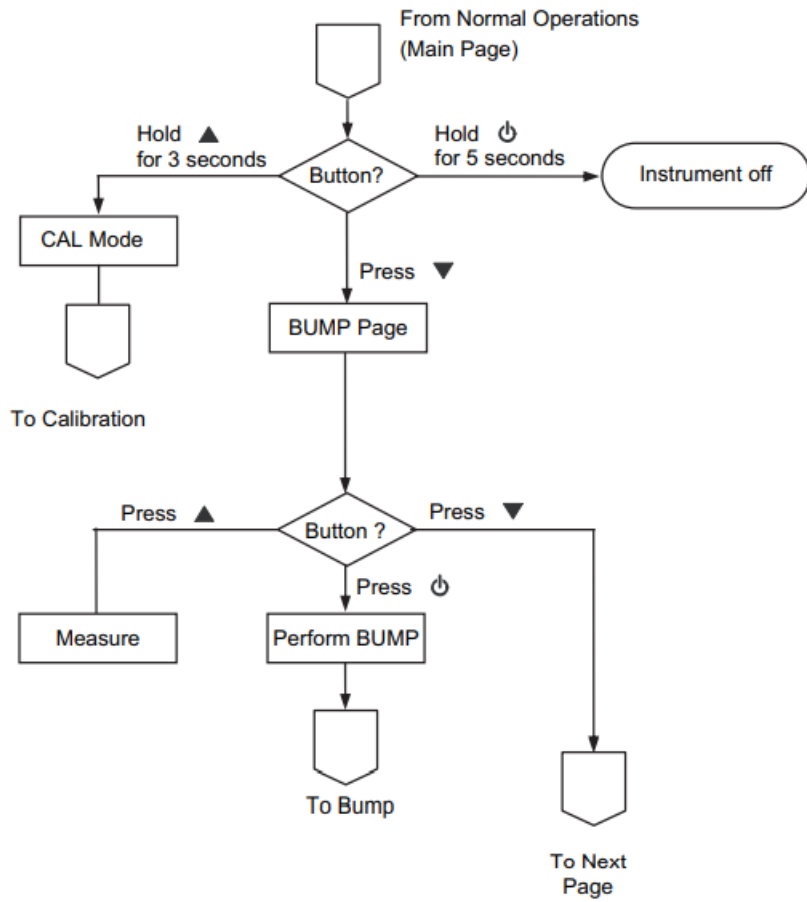 From Normal Operations
(Main Page)
Hold ▲
for 3 seconds
Hold ⏻
for 5 seconds
Button?
Instrument off
CAL Mode
Press ▼
BUMP Page
To Calibration
Press ▲
Button ?
Press ▼
Press ⏻
Measure
Perform BUMP
To Bump
To Next
Page